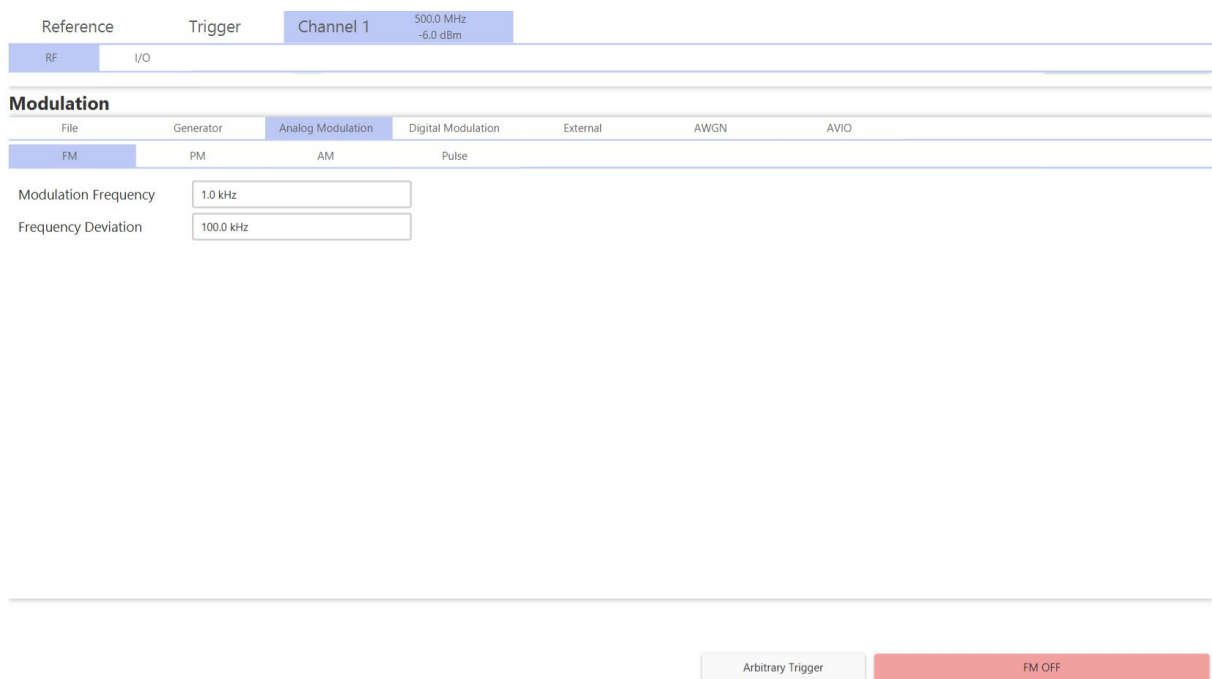 Reference Trigger Channel 1 500.0 MHz
-6.0 dBm
RF I/O
Modulation
File Generator Analog Modulation Digital Modulation External AWGN AVIO
FM PM AM Pulse
Modulation Frequency 1.0 kHz
Frequency Deviation 100.0 kHz
Arbitrary Trigger FM OFF